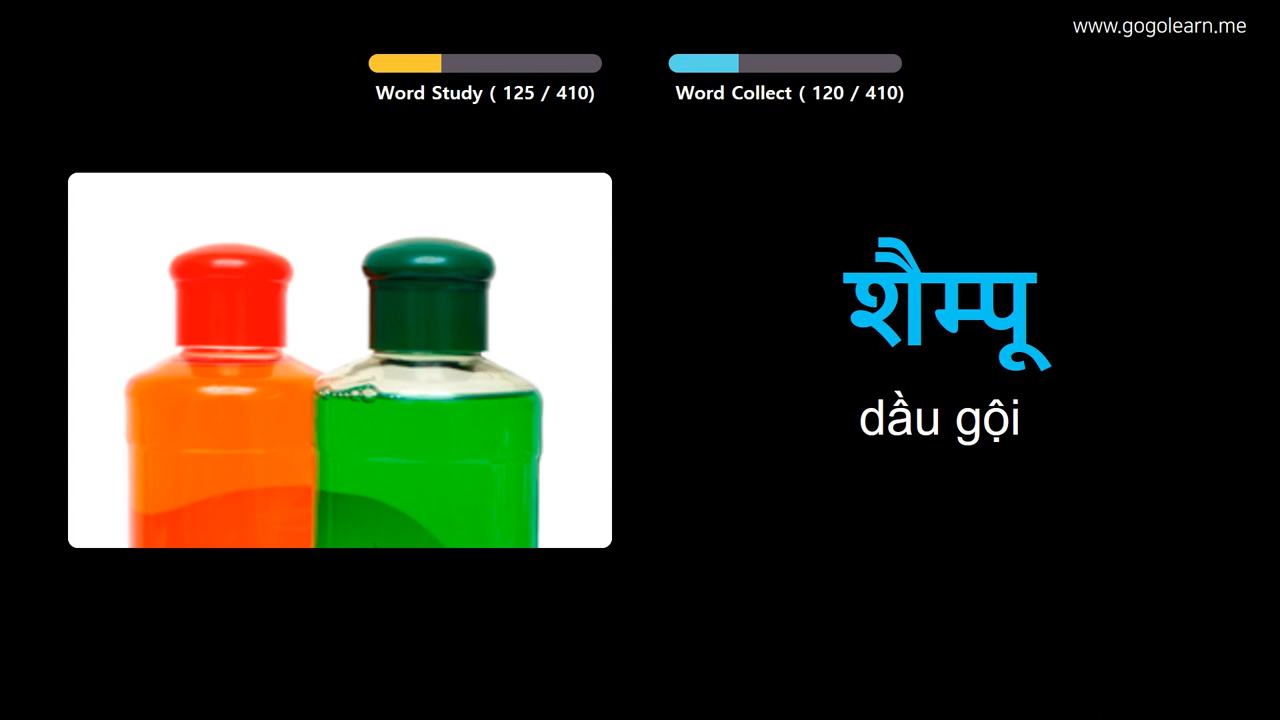 www.gogolearn.me
Word Study ( 125 / 410)
Word Collect ( 120 / 410)
शैम्पू
dầu gội